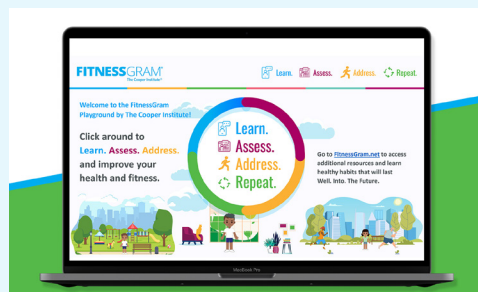 FITNESSGRAM®
The Cooper Institute®
Learn. Assess. Address. Repeat.
Welcome to the FitnessGram
Playground by The Cooper Institute!
Click around to
Learn. Assess. Address.
and improve your
health and fitness.
Learn.
Assess.
Address.
Repeat.
Go to FitnessGram.net to access
additional resources and learn
healthy habits that will last
Well. Into. The Future.
MacBook Pro